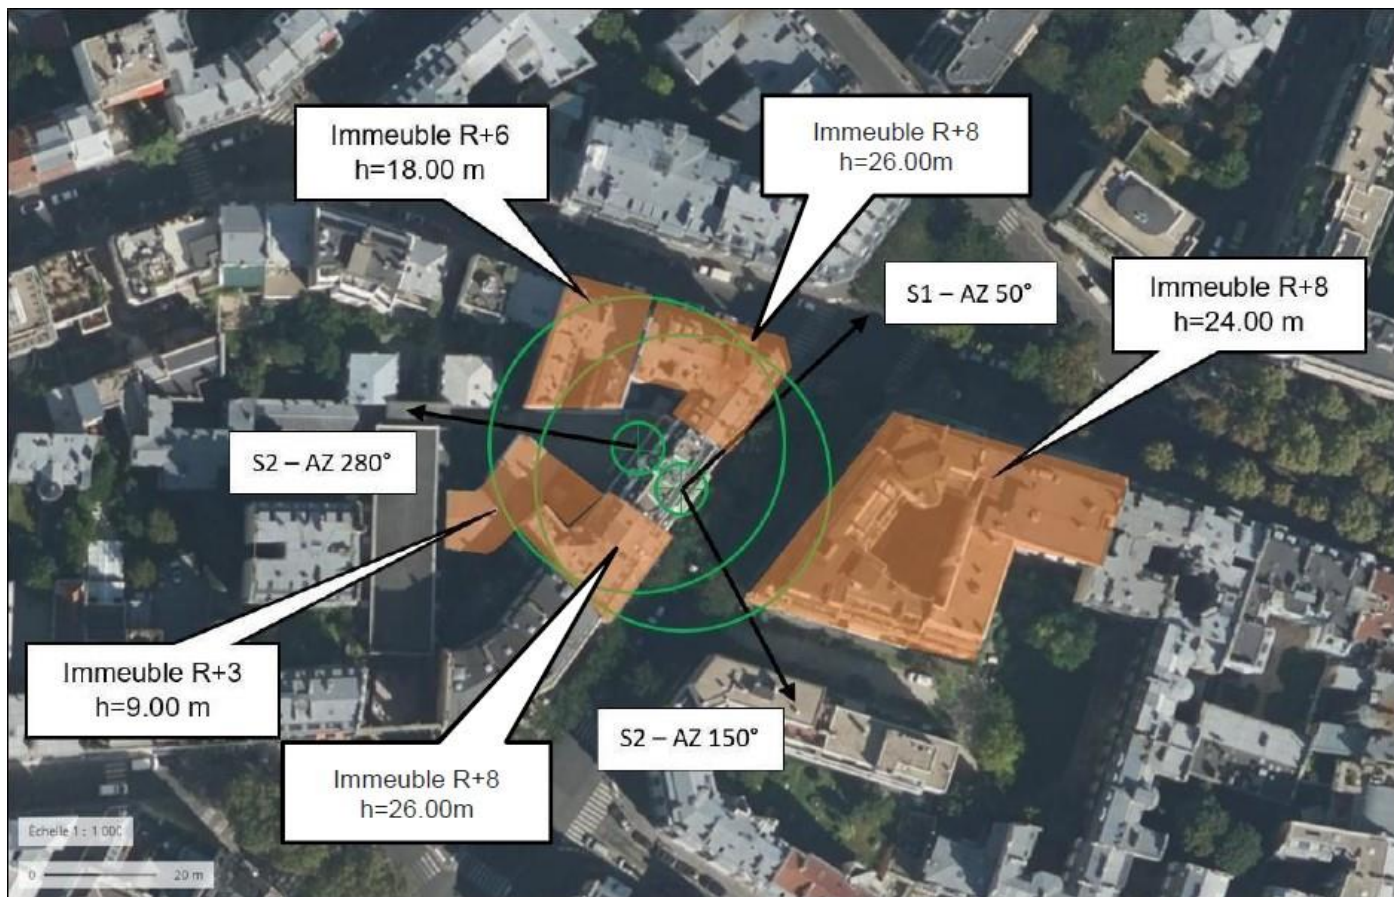 Immeuble R+6
h=18.00 m
Immeuble R+8
h=26.00m
S1 – AZ 50°
Immeuble R+8
h=24.00 m
S2 – AZ 280°
Immeuble R+3
h=9.00 m
S2 – AZ 150°
Immeuble R+8
h=26.00m
Échelle 1 : 1 000
0 20 m